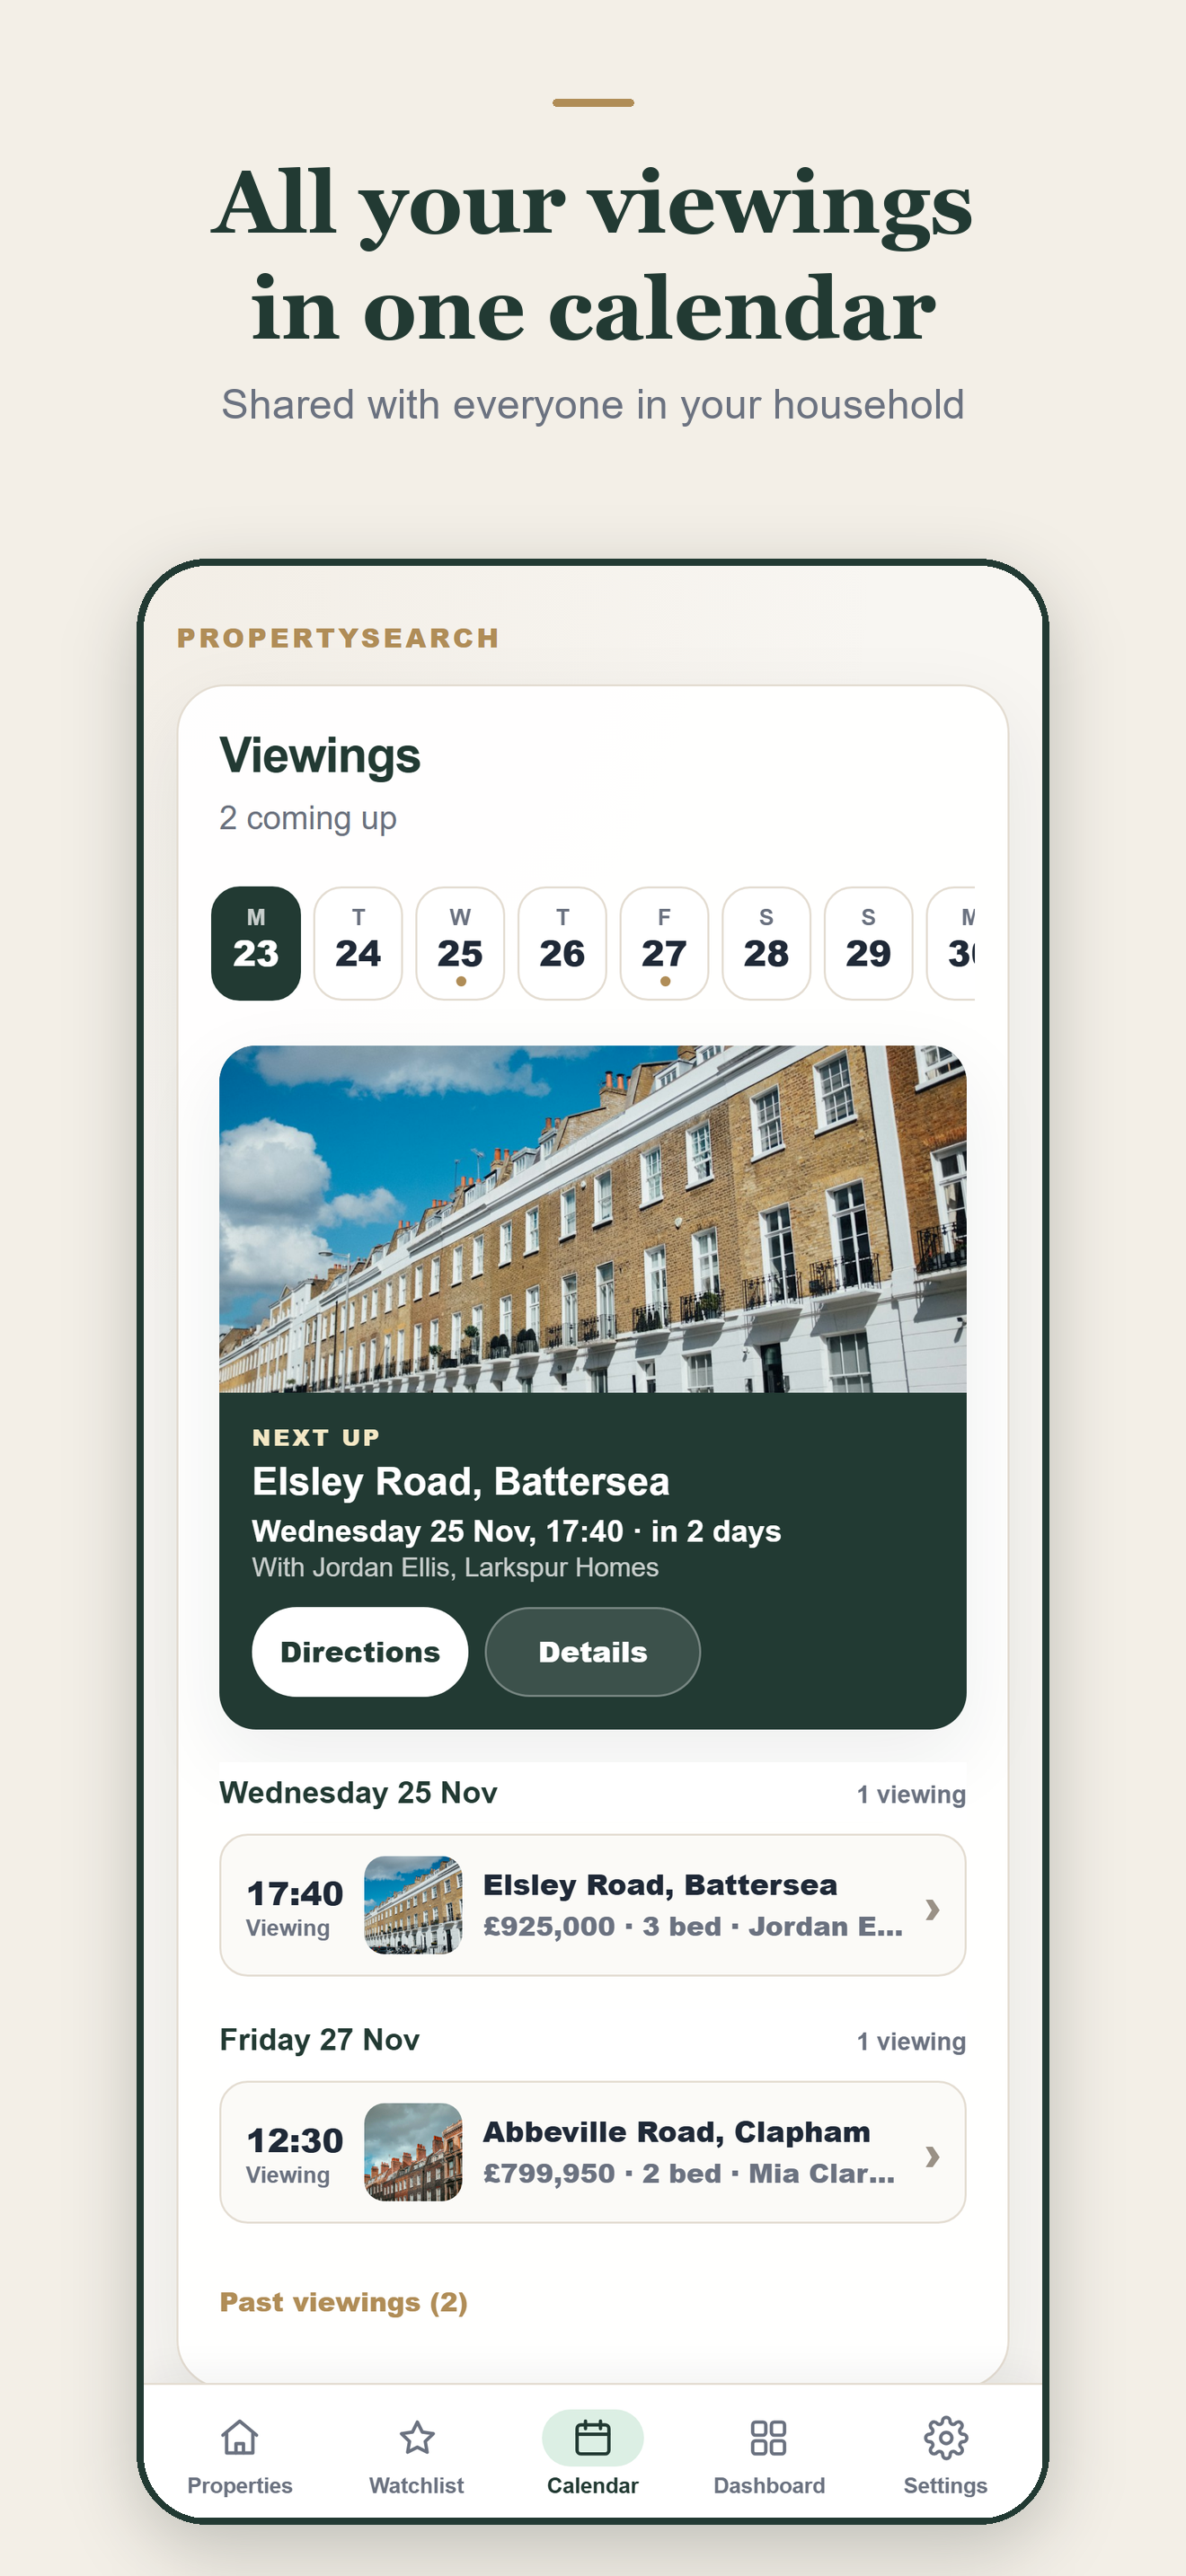 All your viewings
in one calendar
Shared with everyone in your household
PROPERTYSEARCH
Viewings
2 coming up
M T W T F S S M
23 24 25 26 27 28 29
NEXT UP
Elsley Road, Battersea
Wednesday 25 Nov, 17:40 · in 2 days
With Jordan Ellis, Larkspur Homes
Directions Details
Wednesday 25 Nov 1 viewing
17:40 Elsley Road, Battersea
Viewing £925,000 · 3 bed · Jordan E... ›
Friday 27 Nov 1 viewing
12:30 Abbeville Road, Clapham
Viewing £799,950 · 2 bed · Mia Clar... ›
Past viewings (2)
Properties Watchlist Calendar Dashboard Settings